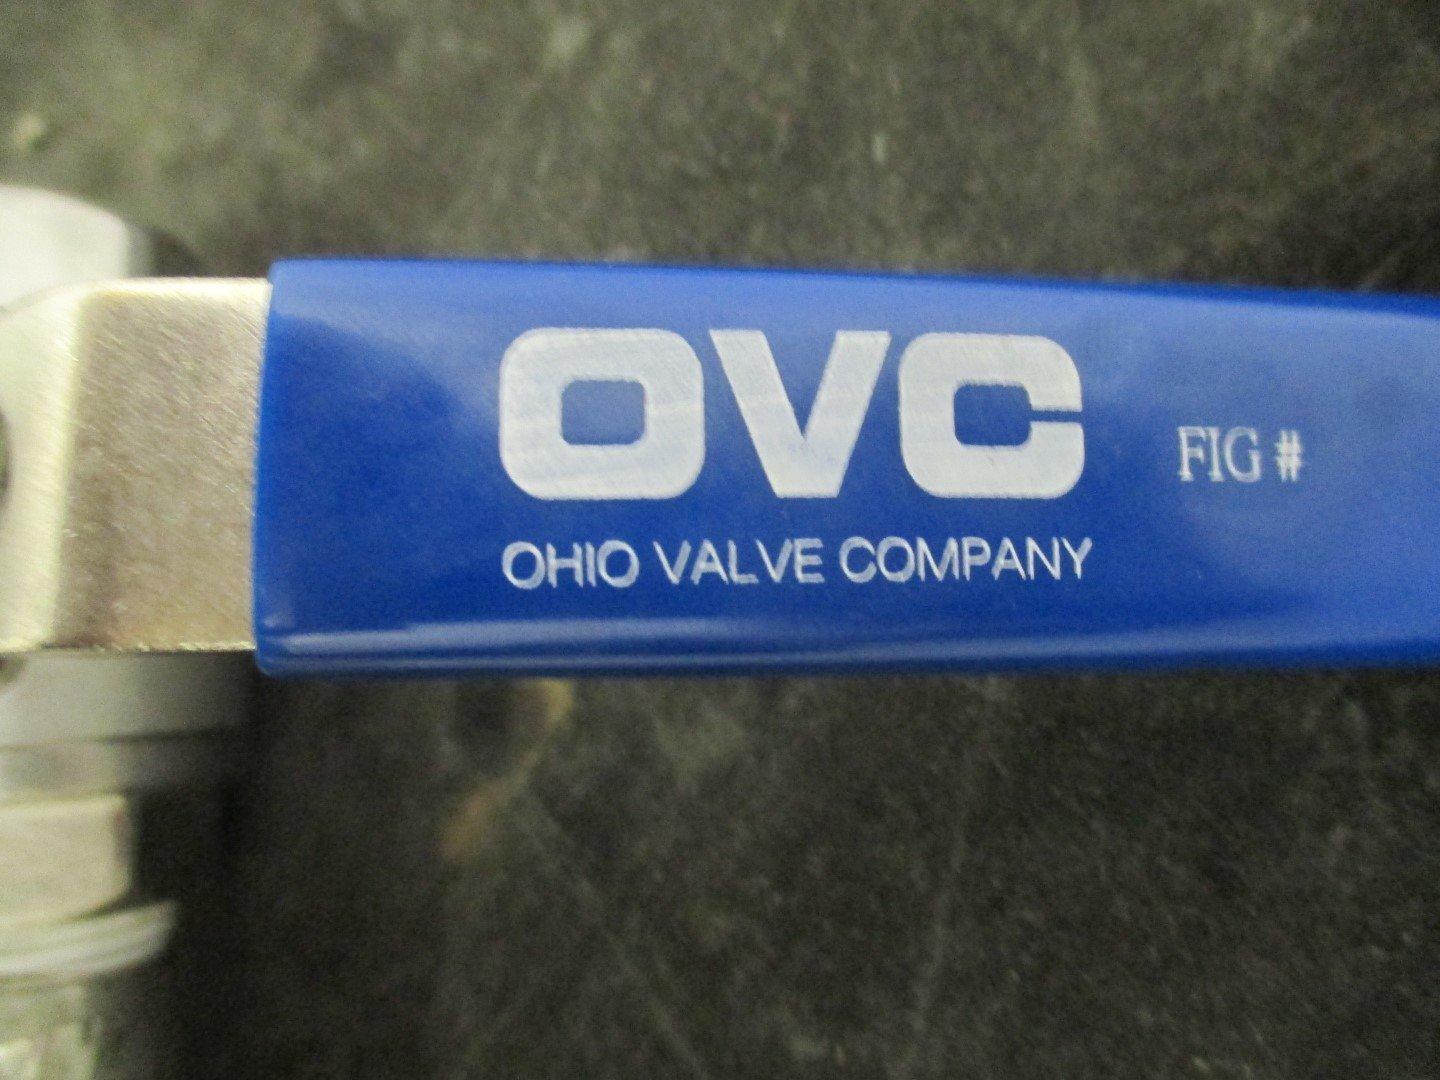 OVC
FIG #
OHIO VALVE COMPANY